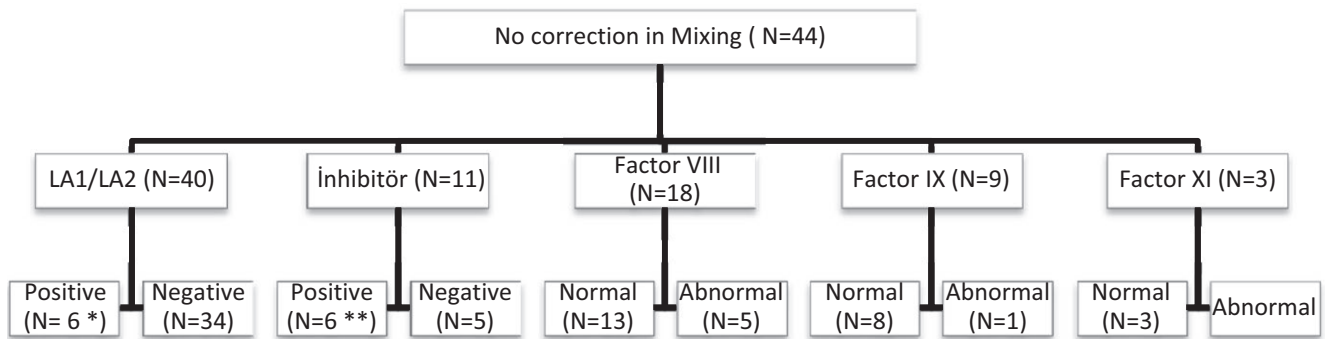 No correction in Mixing ( N=44)
LA1/LA2 (N=40)
İnhibitör (N=11)
Factor VIII
(N=18)
Factor IX (N=9)
Factor XI (N=3)
Positive
(N= 6 *)
Negative
(N=34)
Positive
(N=6 **)
Negative
(N=5)
Normal
(N=13)
Abnormal
(N=5)
Normal
(N=8)
Abnormal
(N=1)
Normal
(N=3)
Abnormal